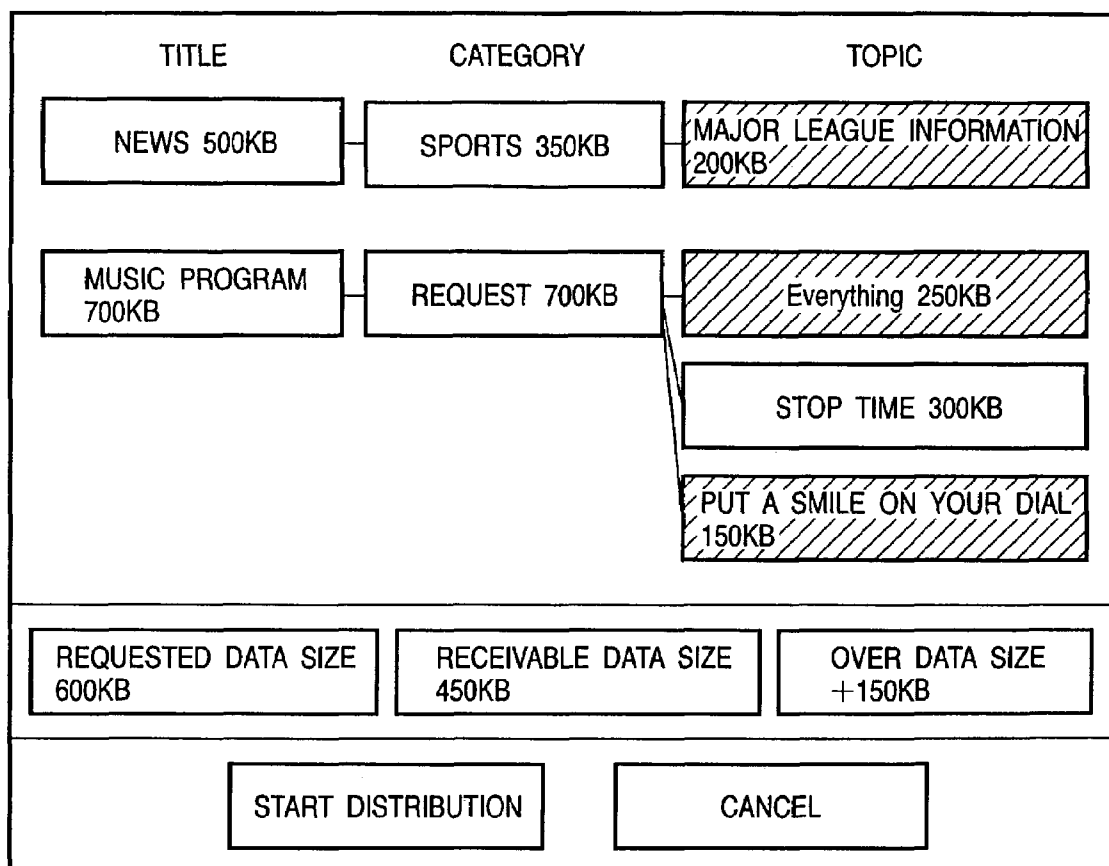 TITLE CATEGORY TOPIC
NEWS 500KB SPORTS 350KB MAJOR LEAGUE INFORMATION
200KB
MUSIC PROGRAM
700KB
REQUEST 700KB
Everything 250KB
STOP TIME 300KB
PUT A SMILE ON YOUR DIAL
150KB
REQUESTED DATA SIZE
600KB
RECEIVABLE DATA SIZE
450KB
OVER DATA SIZE
+150KB
START DISTRIBUTION
CANCEL